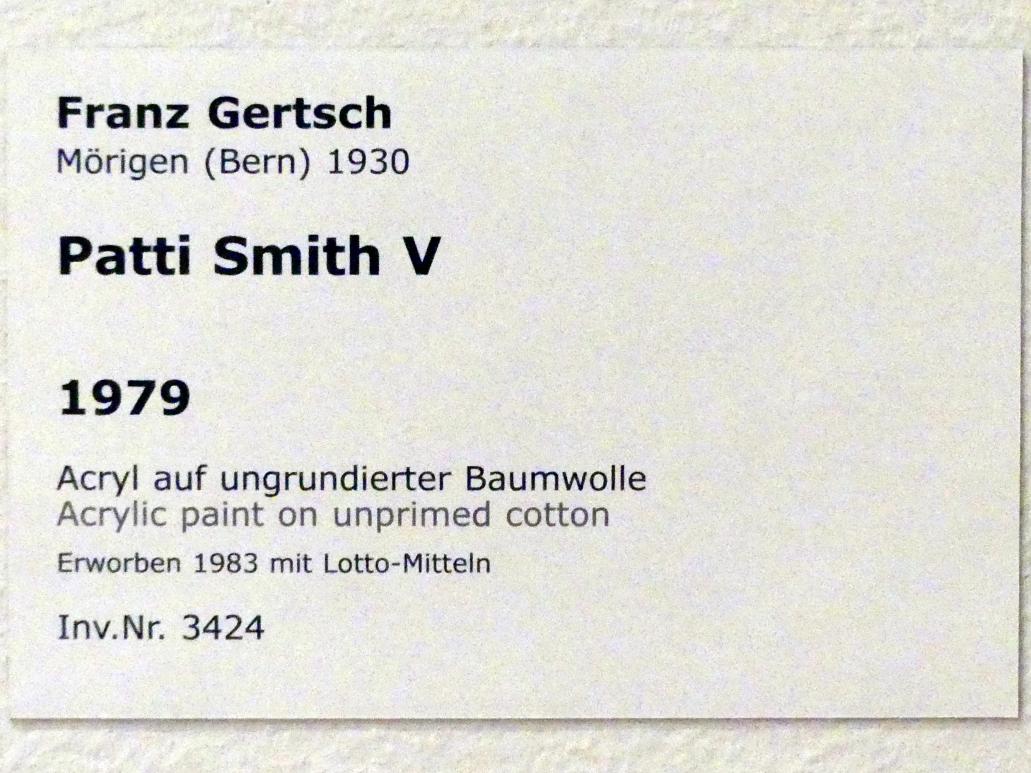 Franz Gertsch
Mörigen (Bern) 1930
Patti Smith V
1979
Acryl auf ungrundierter Baumwolle
Acrylic paint on unprimed cotton
Erworben 1983 mit Lotto-Mitteln
Inv.Nr. 3424